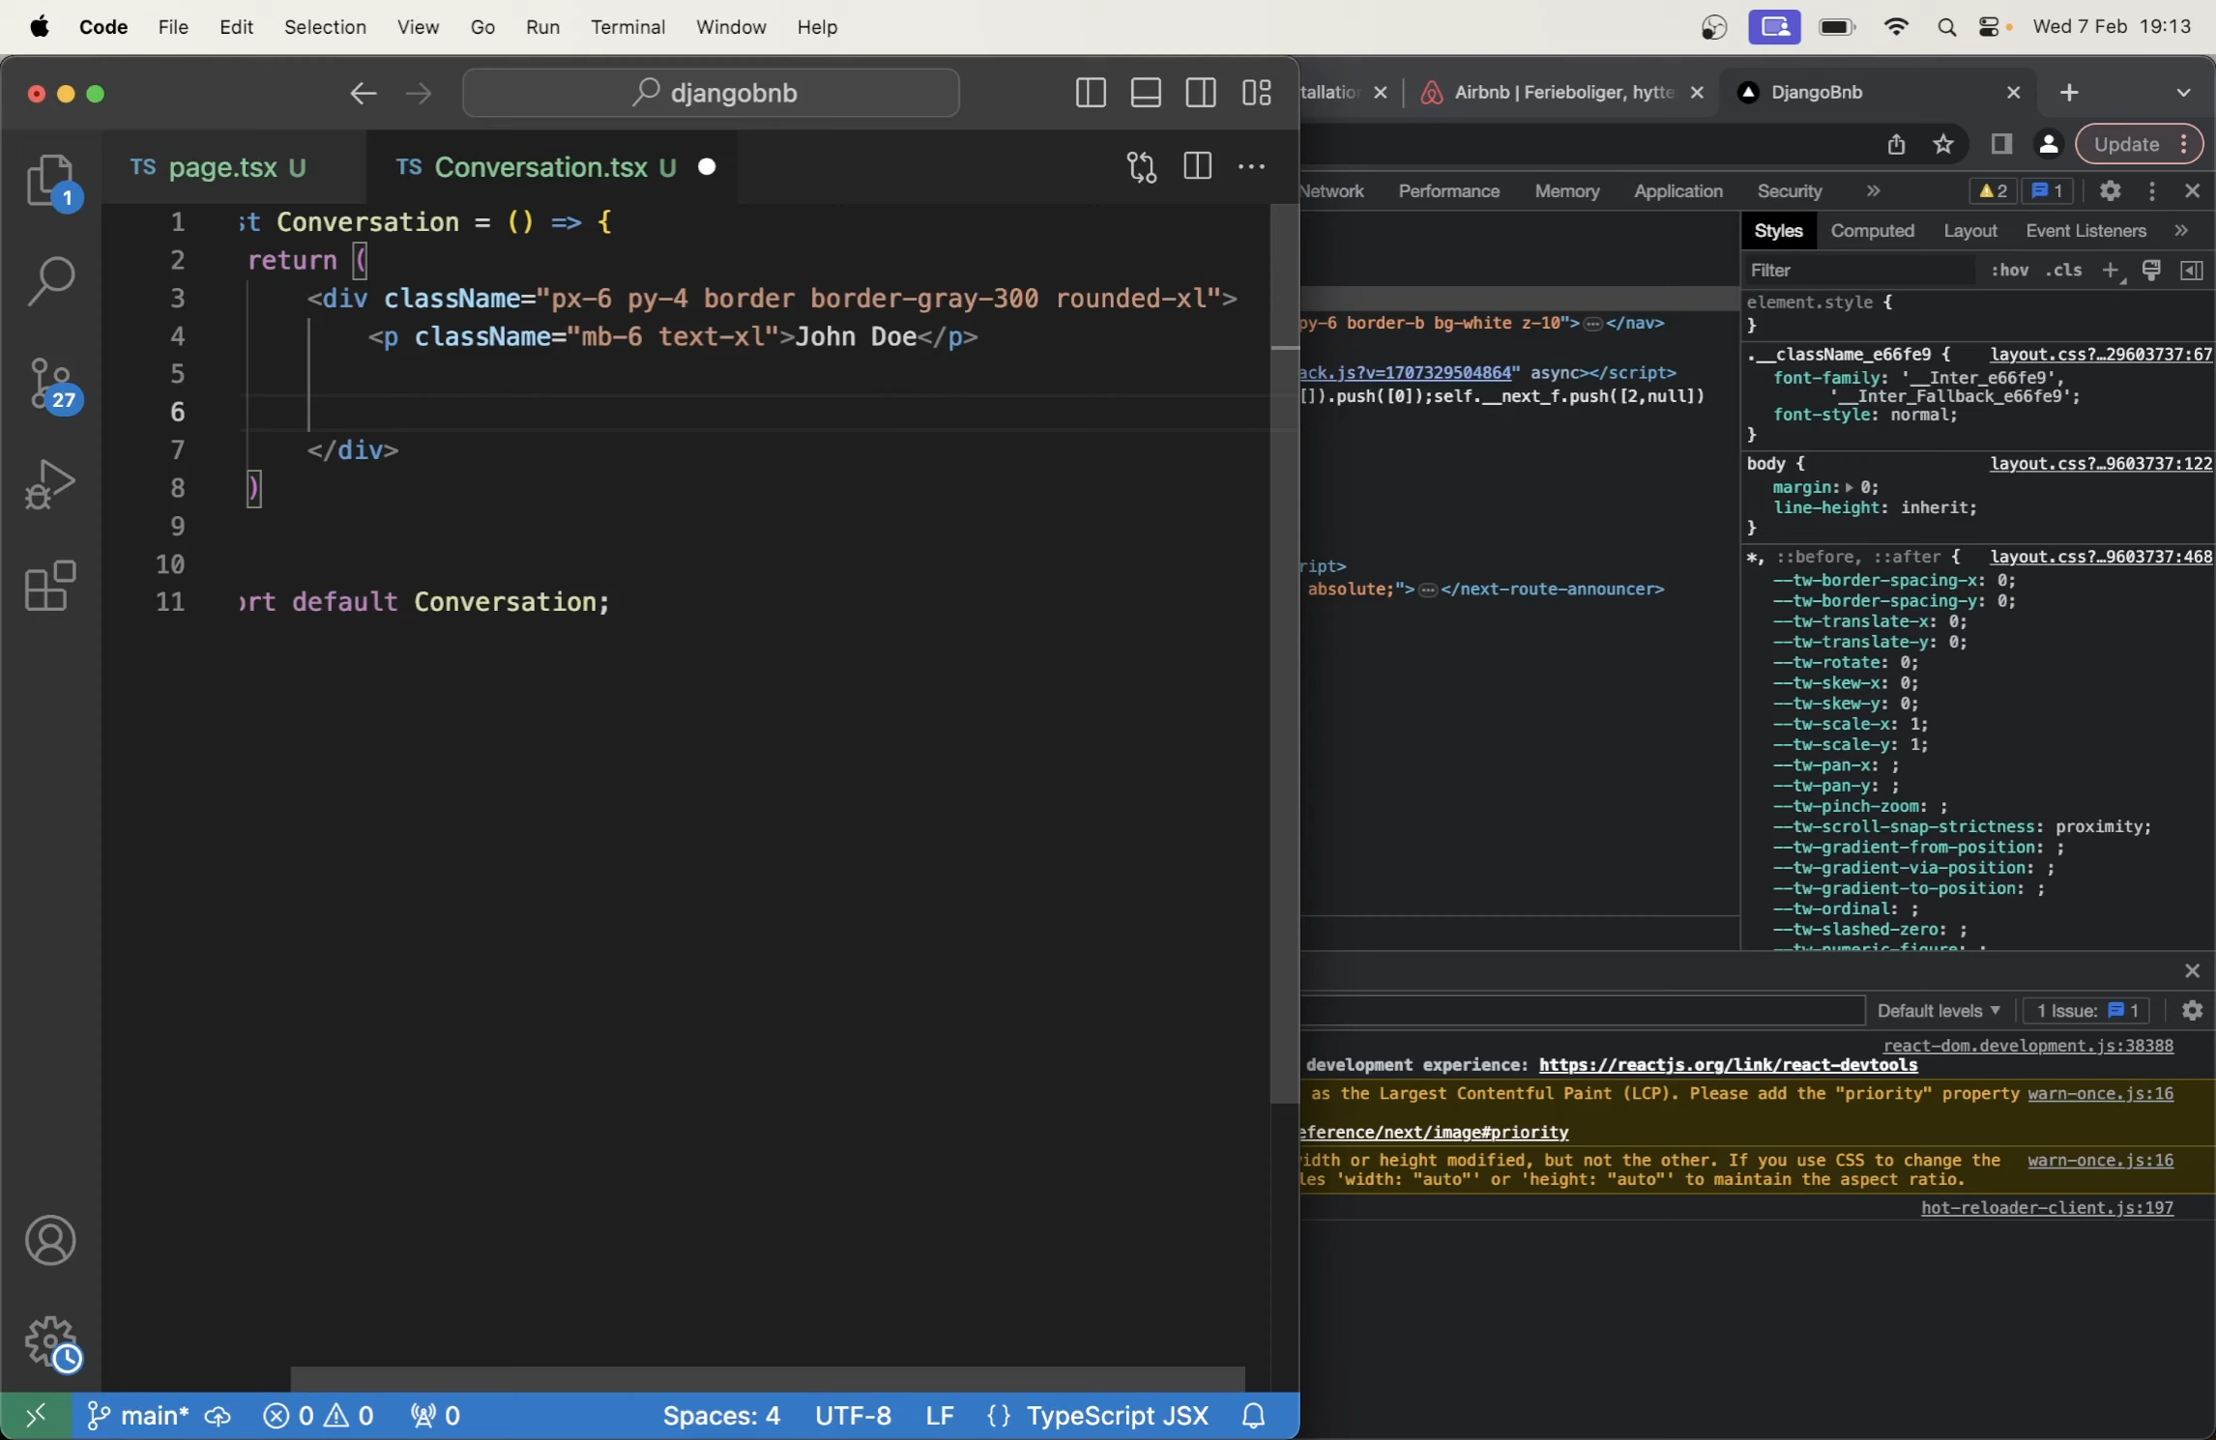 Code File Edit Selection View Go Run Terminal Window Help Wed 7 Feb 19:13
djangobnb
Airbnb | Ferieboliger, hytte DjangoBnb
Update
TS page.tsx U TS Conversation.tsx U
Network Performance Memory Application Security » 2 1
Styles Computed Layout Event Listeners »
Filter :hov .cls +
1 st Conversation = () => {
2 return (
3 <div className="px-6 py-4 border border-gray-300 rounded-xl">
4 <p className="mb-6 text-xl">John Doe</p>
5
6
7 </div>
8 )
9
10
11 ort default Conversation;
1
27
py-6 border-b bg-white z-10">…</nav>
ack.js?v=1707329504864" async></script>
[]).push([0]);self.__next_f.push([2,null])
ript>
absolute;">…</next-route-announcer>
element.style {
}
.__className_e66fe9 { layout.css?…29603737:67
font-family: '__Inter_e66fe9',
'__Inter_Fallback_e66fe9';
font-style: normal;
}
body { layout.css?…9603737:122
margin: 0;
line-height: inherit;
}
*, ::before, ::after { layout.css?…9603737:468
--tw-border-spacing-x: 0;
--tw-border-spacing-y: 0;
--tw-translate-x: 0;
--tw-translate-y: 0;
--tw-rotate: 0;
--tw-skew-x: 0;
--tw-skew-y: 0;
--tw-scale-x: 1;
--tw-scale-y: 1;
--tw-pan-x: ;
--tw-pan-y: ;
--tw-pinch-zoom: ;
--tw-scroll-snap-strictness: proximity;
--tw-gradient-from-position: ;
--tw-gradient-via-position: ;
--tw-gradient-to-position: ;
--tw-ordinal: ;
--tw-slashed-zero: ;
--tw-numeric-figure: ;
Default levels 1 Issue: 1
react-dom.development.js:38388
development experience: https://reactjs.org/link/react-devtools
as the Largest Contentful Paint (LCP). Please add the "priority" property warn-once.js:16
eference/next/image#priority
idth or height modified, but not the other. If you use CSS to change the warn-once.js:16
les 'width: "auto"' or 'height: "auto"' to maintain the aspect ratio.
hot-reloader-client.js:197
main* 0 0 0 Spaces: 4 UTF-8 LF {} TypeScript JSX